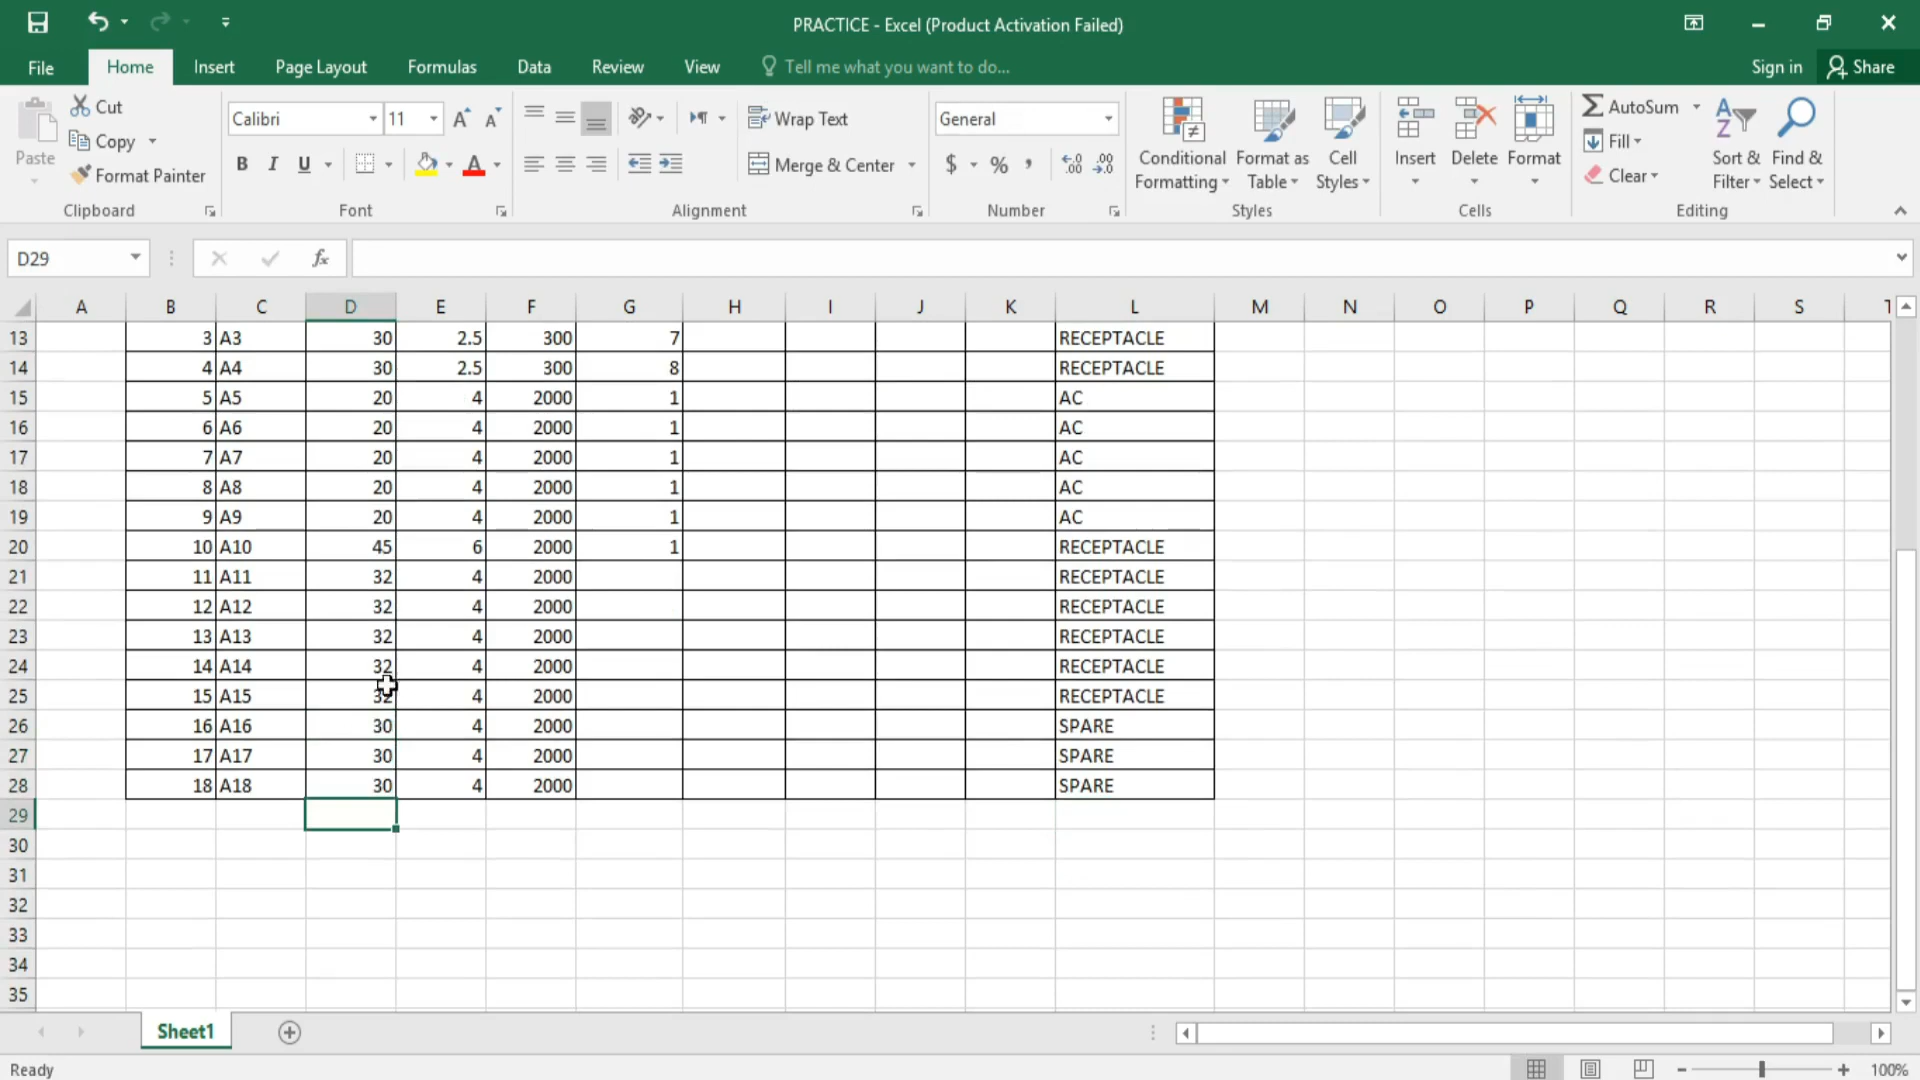 PRACTICE - Excel (Product Activation Failed)
File Home Insert Page Layout Formulas Data Review View Tell me what you want to do... Sign in Share
Paste Cut Copy Format Painter Clipboard
Calibri 11 B I U A Font
Wrap Text Merge & Center Alignment
General $ % , Number
Conditional Formatting Format as Table Cell Styles Styles
Insert Delete Format Cells
AutoSum Fill Clear Sort & Filter Find & Select Editing
D29 fx
A B C D E F G H I J K L M N O P Q R S T
13 3 A3 30 2.5 300 7 RECEPTACLE
14 4 A4 30 2.5 300 8 RECEPTACLE
15 5 A5 20 4 2000 1 AC
16 6 A6 20 4 2000 1 AC
17 7 A7 20 4 2000 1 AC
18 8 A8 20 4 2000 1 AC
19 9 A9 20 4 2000 1 AC
20 10 A10 45 6 2000 1 RECEPTACLE
21 11 A11 32 4 2000 RECEPTACLE
22 12 A12 32 4 2000 RECEPTACLE
23 13 A13 32 4 2000 RECEPTACLE
24 14 A14 32 4 2000 RECEPTACLE
25 15 A15 32 4 2000 RECEPTACLE
26 16 A16 30 4 2000 SPARE
27 17 A17 30 4 2000 SPARE
28 18 A18 30 4 2000 SPARE
29
30
31
32
33
34
35
Sheet1
Ready 100%